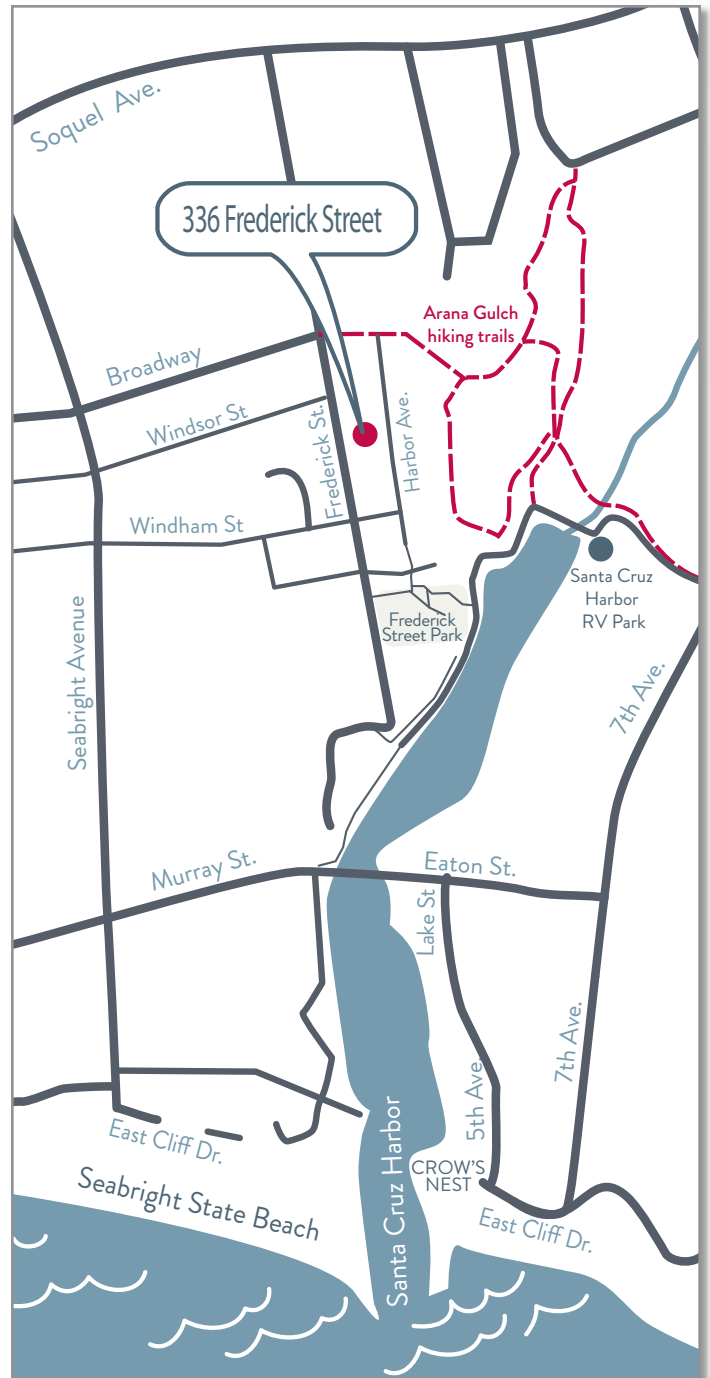 Soquel Ave.
336 Frederick Street
Arana Gulch
hiking trails
Broadway
Windsor St
Frederick St.
Harbor Ave.
Windham St
Santa Cruz
Harbor
RV Park
Frederick
Street Park
Seabright Avenue
7th Ave.
Murray St.
Eaton St.
Lake St
7th Ave.
5th Ave.
East Cliff Dr.
Santa Cruz Harbor
CROW'S
NEST
Seabright State Beach
East Cliff Dr.